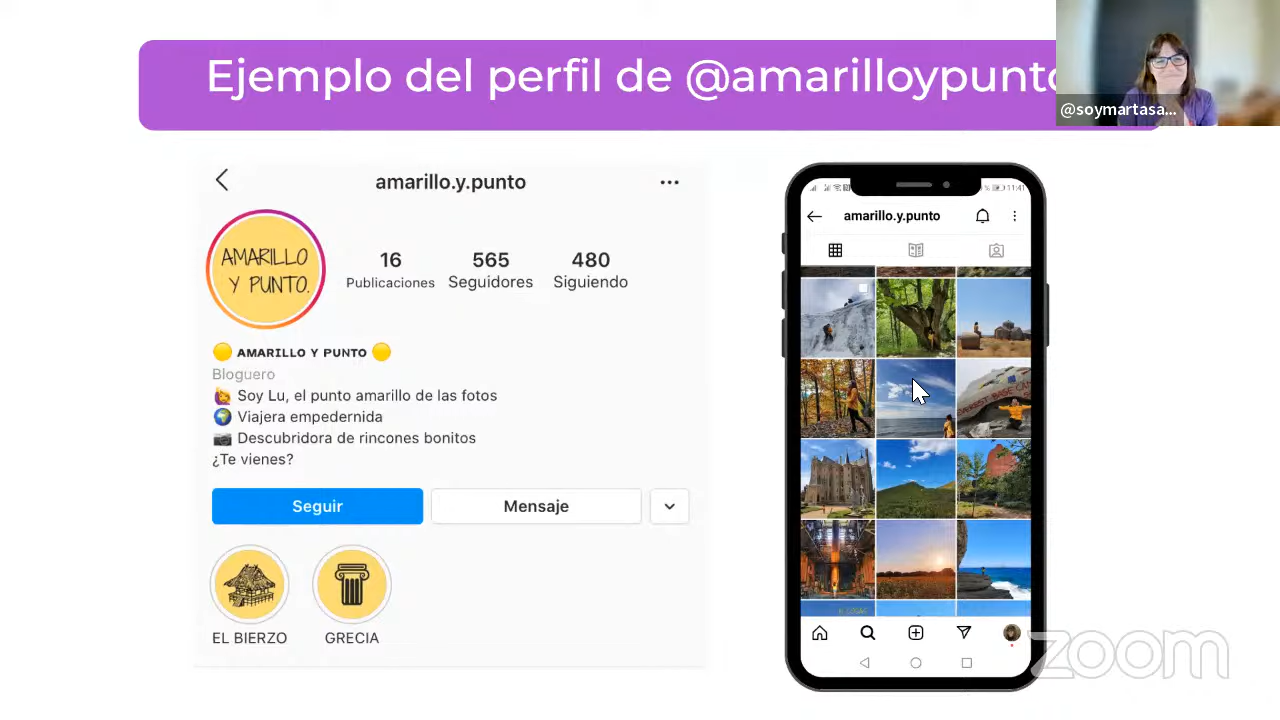 Ejemplo del perfil de @amarilloypunto
@soymartasa...
amarillo.y.punto
AMARILLO
Y PUNTO.
16
565
480
Publicaciones
Seguidores
Siguiendo
AMARILLO Y PUNTO
Bloguero
Soy Lu, el punto amarillo de las fotos
Viajera empedernida
Descubridora de rincones bonitos
¿Te vienes?
Seguir
Mensaje
EL BIERZO
GRECIA
11:41
amarillo.y.punto
zoom